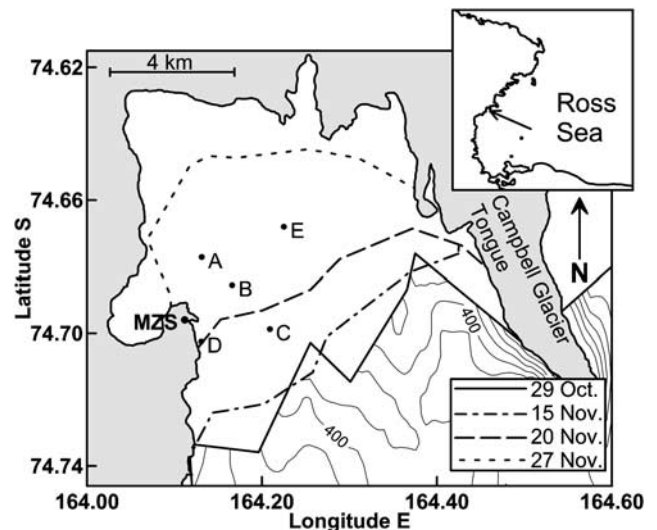 74.62
74.66
74.70
74.74
Latitude S
164.00
164.20
164.40
164.60
Longitude E
4 km
A
B
C
D
E
MZS
Campbell Glacier
Tongue
400
400
Ross
Sea
N
29 Oct.
15 Nov.
20 Nov.
27 Nov.